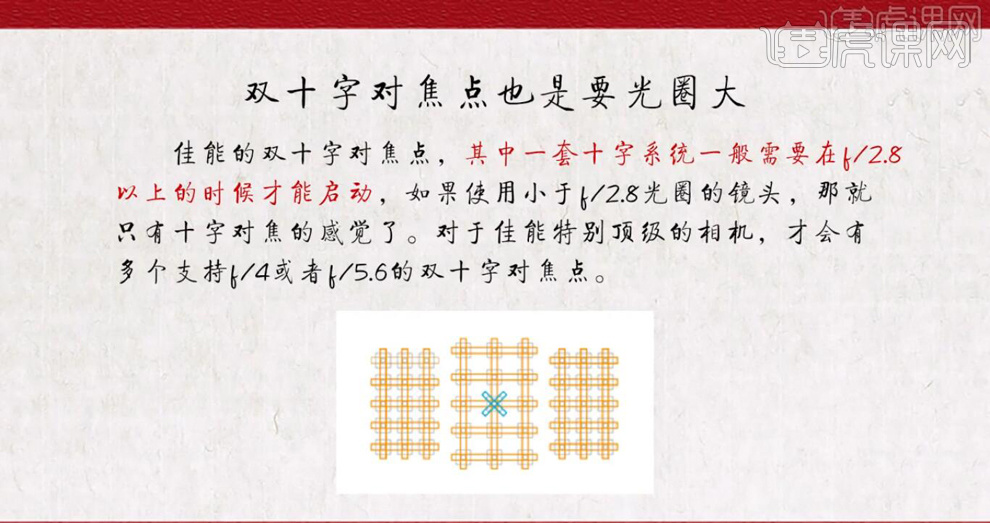 虎课网
双十字对焦点也是要光圈大
佳能的双十字对焦点，其中一套十字系统一般需要在f/2.8
以上的时候才能启动，如果使用小于f/2.8光圈的镜头，那就
只有十字对焦的感觉了。对于佳能特别顶级的相机，才会有
多个支持f/4或者f/5.6的双十字对焦点。